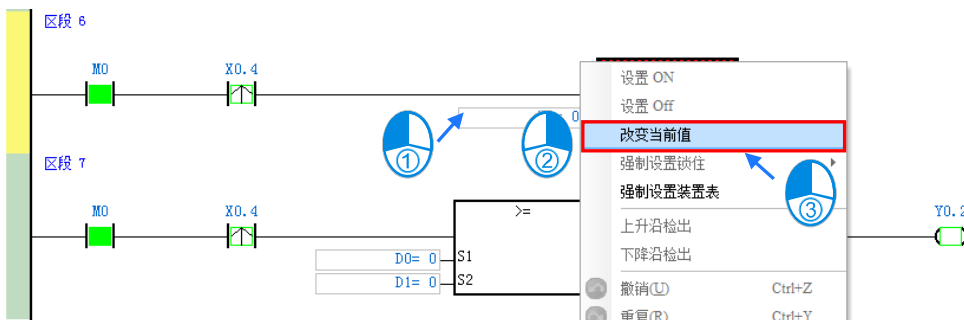 区段 6
M0
X0.4
设置 ON
设置 Off
①
②
0
改变当前值
强制设置锁住
强制设置装置表
③
区段 7
M0
X0.4
>=
Y0.2
上升沿检出
下降沿检出
D0= 0
S1
D1= 0
S2
撤销(U)
Ctrl+Z
重复(R)
Ctrl+Y